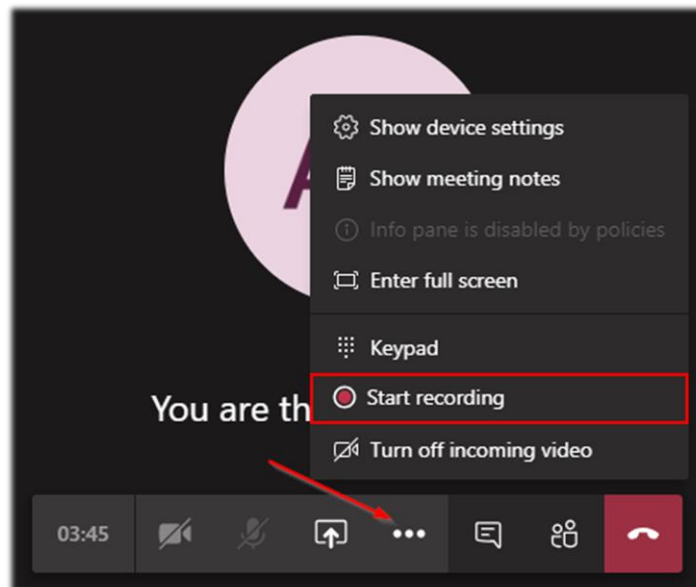 A
Show device settings
Show meeting notes
Info pane is disabled by policies
Enter full screen
Keypad
Start recording
You are th
Turn off incoming video
03:45